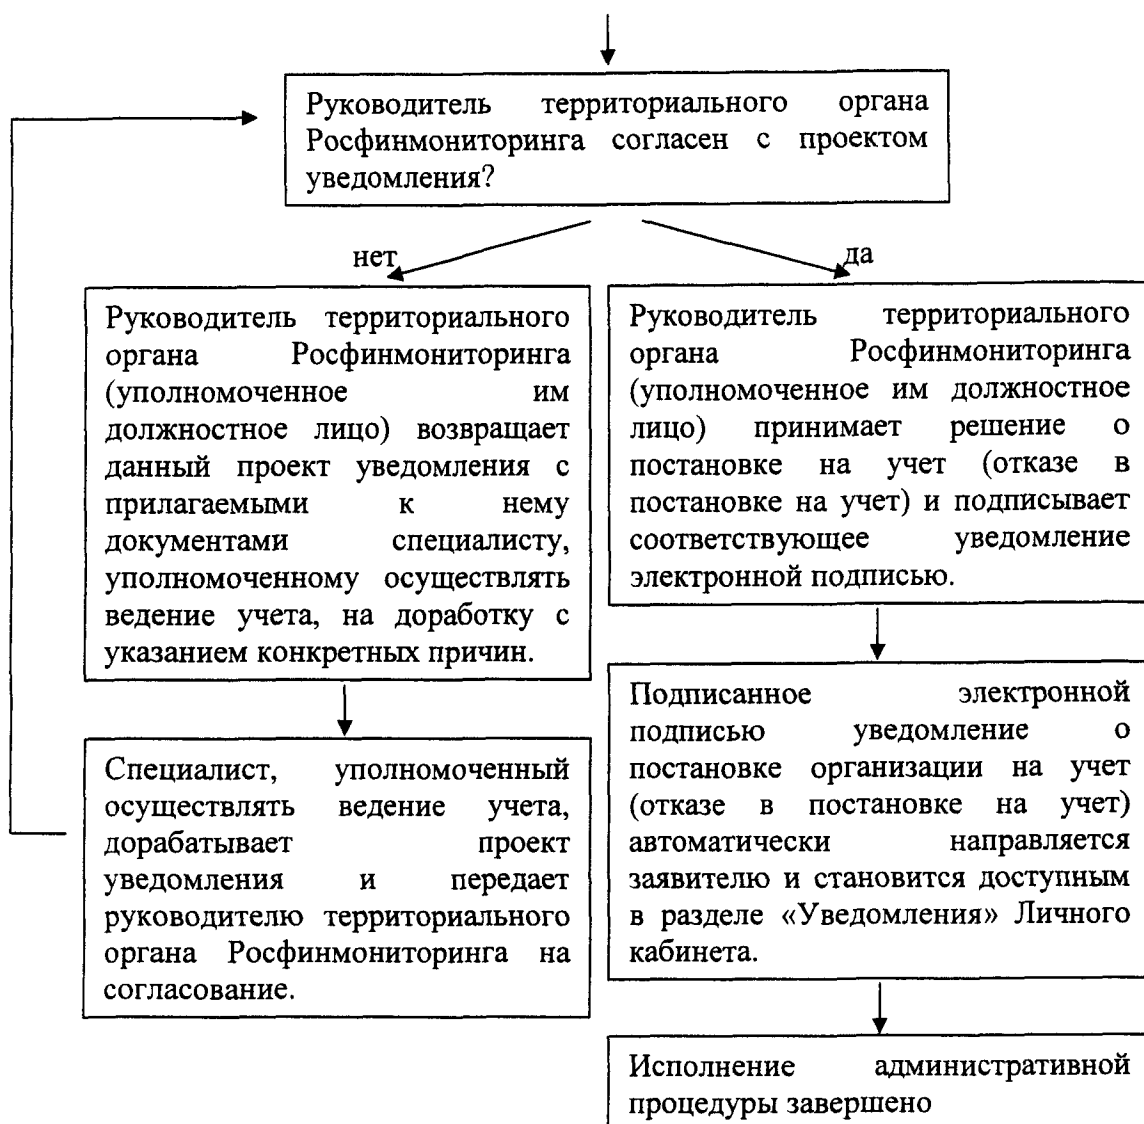 Руководитель территориального органа
Росфинмониторинга согласен с проектом
уведомления?
нет
да
Руководитель территориального
органа Росфинмониторинга
(уполномоченное им
должностное лицо) возвращает
данный проект уведомления с
прилагаемыми к нему
документами специалисту,
уполномоченному осуществлять
ведение учета, на доработку с
указанием конкретных причин.
Специалист, уполномоченный
осуществлять ведение учета,
дорабатывает проект
уведомления и передает
руководителю территориального
органа Росфинмониторинга на
согласование.
Руководитель территориального
органа Росфинмониторинга
(уполномоченное им должностное
лицо) принимает решение о
постановке на учет (отказе в
постановке на учет) и подписывает
соответствующее уведомление
электронной подписью.
Подписанное электронной
подписью уведомление о
постановке организации на учет
(отказе в постановке на учет)
автоматически направляется
заявителю и становится доступным
в разделе «Уведомления» Личного
кабинета.
Исполнение административной
процедуры завершено